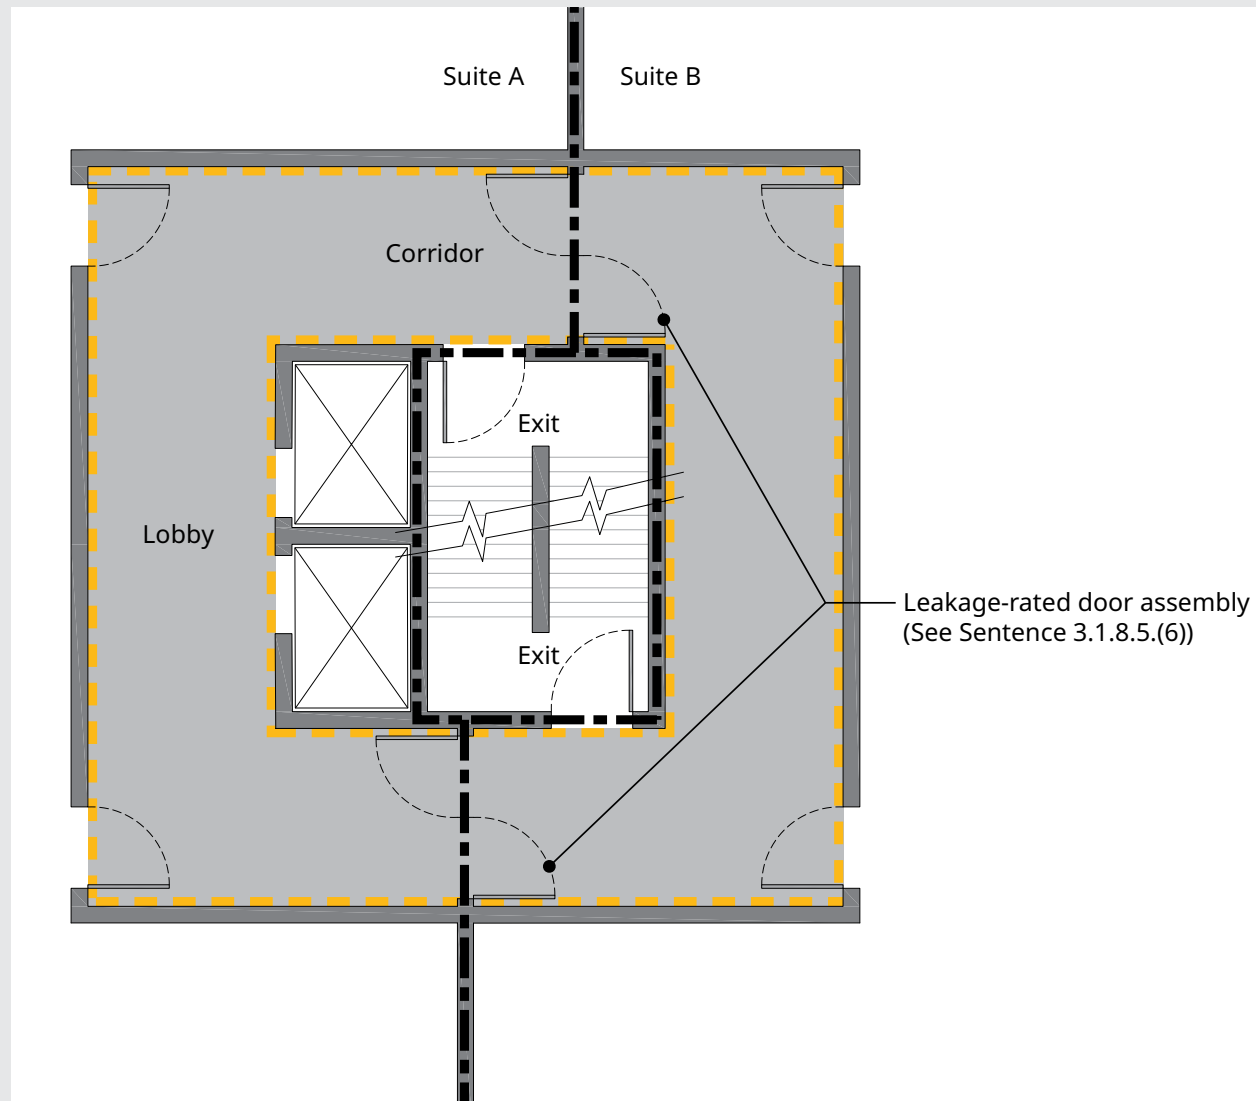 Suite A
Suite B
Corridor
Exit
Lobby
Leakage-rated door assembly
(See Sentence 3.1.8.5.(6))
Exit